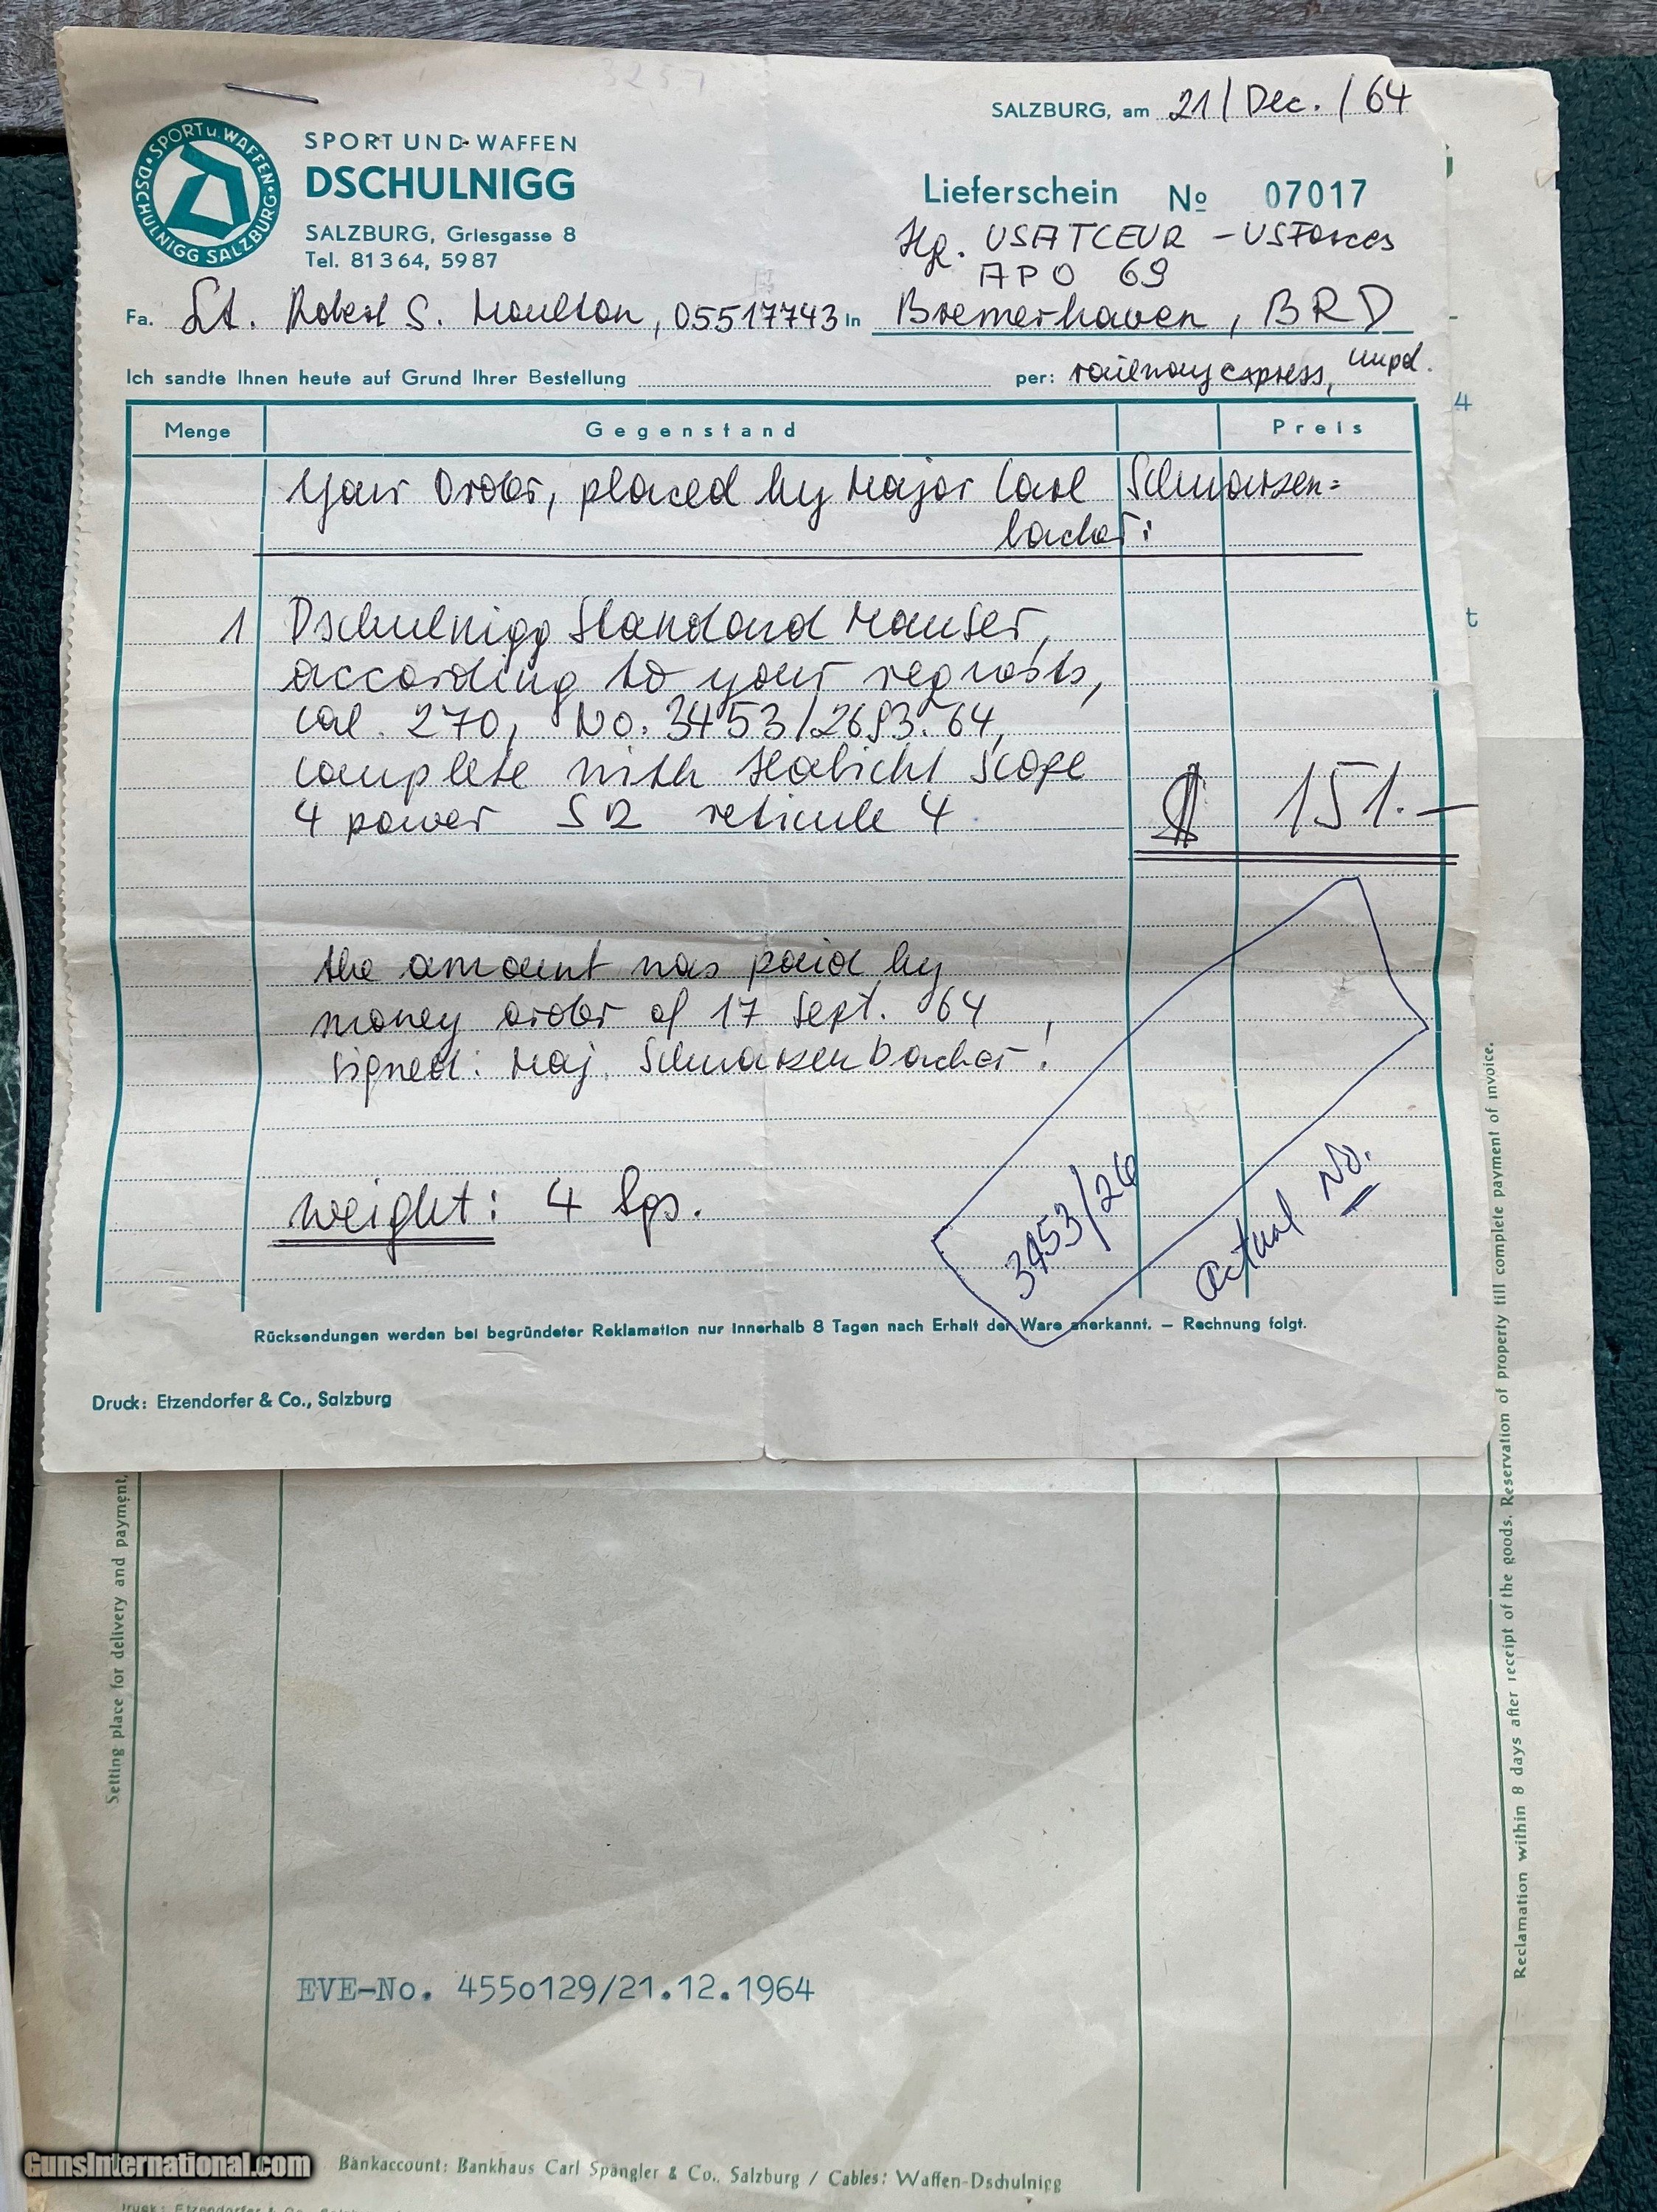 SALZBURG, am 21/Dec./64
SPORT u. WAFFEN • DSCHULNIGG SALZBURG •
SPORT UND WAFFEN
DSCHULNIGG
SALZBURG, Griesgasse 8
Tel. 81364, 5987
Lieferschein No 07017
Hq. USATCEUR - US Forces
APO 69
Fa. Lt. Robert S. Moulton, 05517743 In Bremerhaven, BRD
Ich sandte Ihnen heute auf Grund Ihrer Bestellung per: railway express, unpd.
Menge Gegenstand Preis
Your Order, placed by Major Carl Schwarzen=
bacher:
1 Dschulnigg Standard Mauser,
according to your
cal. 270, No. 3453/2693.64,
complete with Habicht Scope
4 power SR reticule 4 $ 151.-
the amount was paid by
money order of 17 Sept. 64,
signed: Maj. Schwarzenbacher!
weight: 4 kgs.
3453/26
actual No.
Rücksendungen werden bei begründeter Reklamation nur innerhalb 8 Tagen nach Erhalt der Ware anerkannt. — Rechnung folgt.
Druck: Etzendorfer & Co., Salzburg
4
t
Setting place for delivery and payment,
Reclamation within 8 days after receipt of the goods. Reservation of property till complete payment of invoice.
EVE-No. 4550129/21.12.1964
Bankaccount: Bankhaus Carl Spängler & Co., Salzburg / Cables: Waffen-Dschulnigg
GunsInternational.com